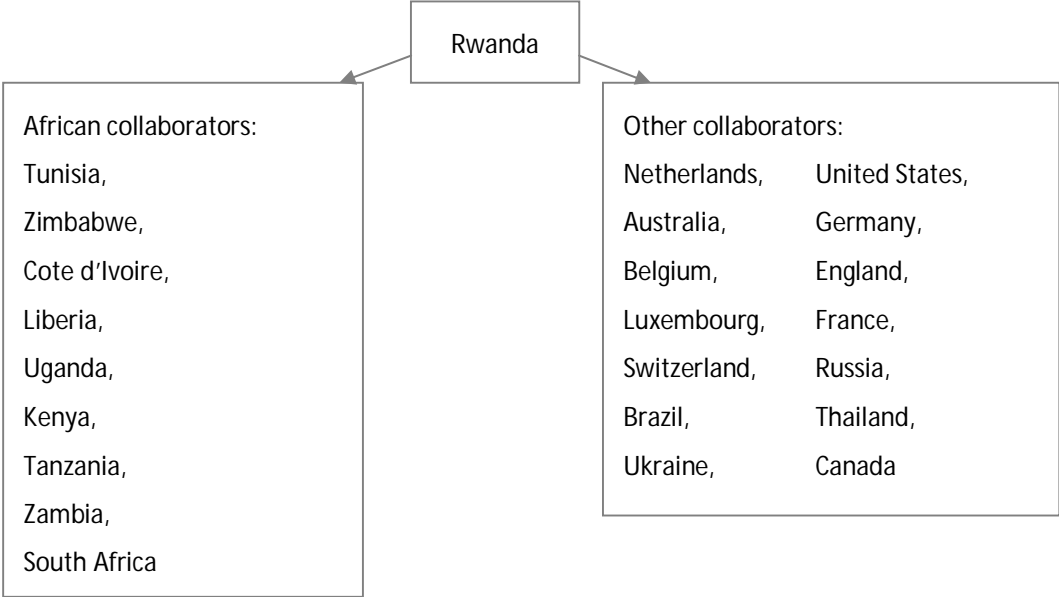 Rwanda
African collaborators:
Tunisia,
Zimbabwe,
Cote d’Ivoire,
Liberia,
Uganda,
Kenya,
Tanzania,
Zambia,
South Africa
Other collaborators:
Netherlands, United States,
Australia, Germany,
Belgium, England,
Luxembourg, France,
Switzerland, Russia,
Brazil, Thailand,
Ukraine, Canada